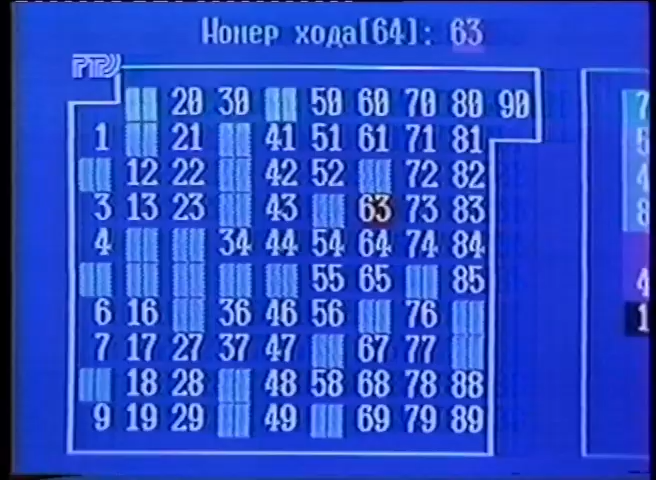 Номер хода[64]: 63
РТР
20 30 50 60 70 80 90
1 21 41 51 61 71 81
12 22 42 52 72 82
3 13 23 43 63 73 83
4 34 44 54 64 74 84
55 65 85
6 16 36 46 56 76
7 17 27 37 47 67 77
18 28 48 58 68 78 88
9 19 29 49 69 79 89